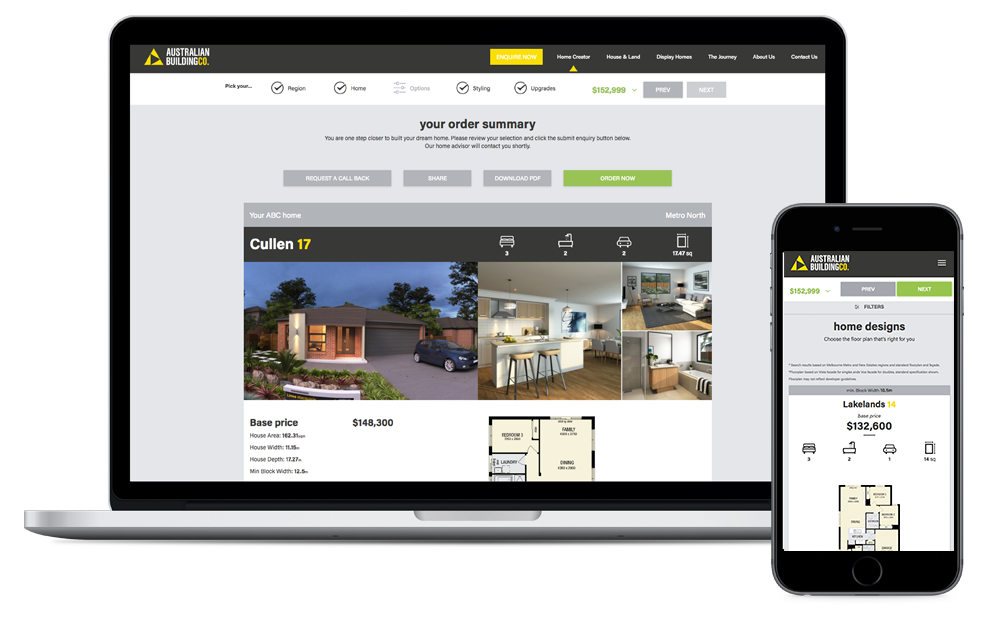 AUSTRALIAN
BUILDINGCO.
ENQUIRE NOW
Home Creator
House & Land
Display Homes
The Journey
About Us
Contact Us
Pick your...
Region
Home
Options
Styling
Upgrades
$152,999
PREV
NEXT
your order summary
You are one step closer to built your dream home. Please review your selection and click the submit enquiry button below.
Our home advisor will contact you shortly.
REQUEST A CALL BACK
SHARE
DOWNLOAD PDF
ORDER NOW
Your ABC home
Metro North
Cullen 17
3
2
2
17.47 SQ
Base price
$148,300
House Area: 162.31sqm
House Width: 11.15m
House Depth: 17.27m
Min Block Width: 12.5m
BEDROOM 3
FAMILY
LAUNDRY
DINING
AUSTRALIAN
BUILDINGCO.
$152,999
PREV
NEXT
FILTERS
home designs
Choose the floor plan that's right for you
min. Block Width 10.5m
Lakelands 14
base price
$132,600
3
2
1
14 SQ
FAMILY
DINING
KITCHEN